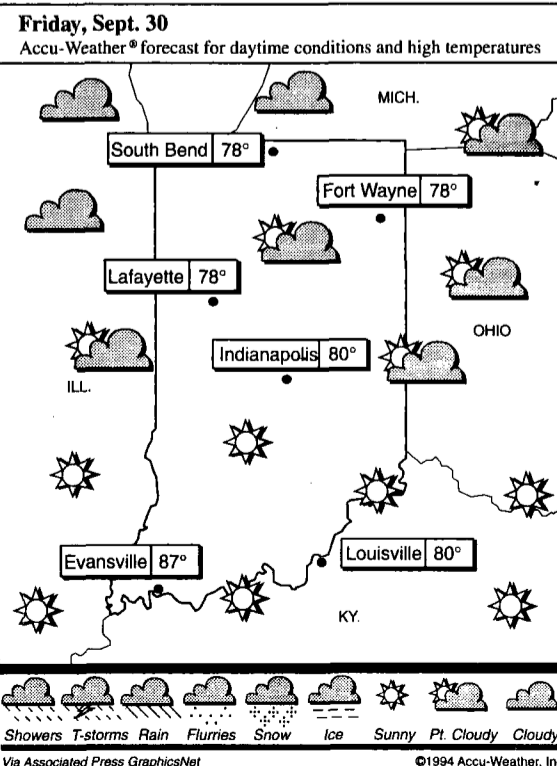 Friday, Sept. 30
Accu-Weather® forecast for daytime conditions and high temperatures
MICH.
South Bend 78°
Fort Wayne 78°
Lafayette 78°
OHIO
Indianapolis 80°
ILL.
Evansville 87°
Louisville 80°
KY.
Showers T-storms Rain Flurries Snow Ice Sunny Pt. Cloudy Cloudy
Via Associated Press GraphicsNet ©1994 Accu-Weather, In